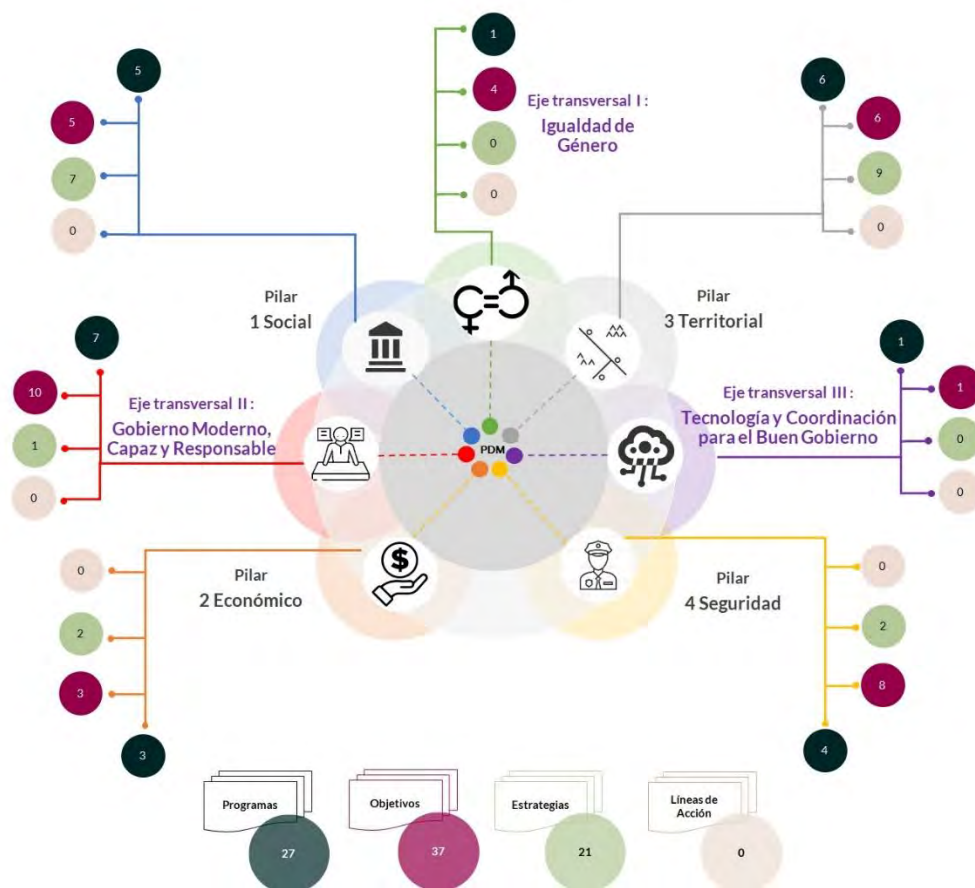 1
5
4
Eje transversal I :
Igualdad de
Género
6
5
6
0
7
9
0
0
0
Pilar
1 Social
Pilar
3 Territorial
7
1
10
Eje transversal II :
Gobierno Moderno,
Capaz y Responsable
1
0
Eje transversal III :
Tecnología y Coordinación
para el Buen Gobierno
1
0
0
PDM
$
0
Pilar
2 Económico
2
3
3
Pilar
4 Seguridad
0
2
8
4
Programas
27
Objetivos
37
Estrategias
21
Líneas de
Acción
0